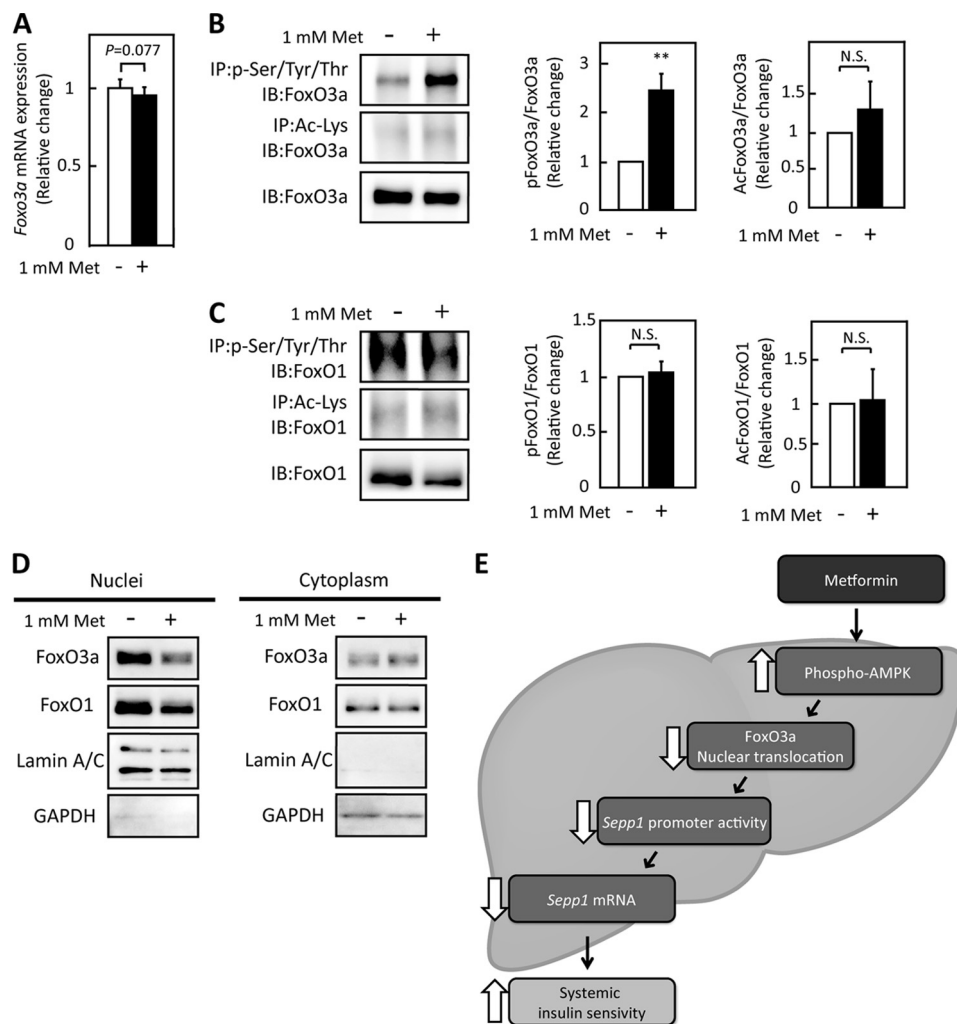 A
P=0.077
Foxo3a mRNA expression
(Relative change)
1
0.5
0
1 mM Met - +
B
1 mM Met - +
IP:p-Ser/Tyr/Thr
IB:FoxO3a
IP:Ac-Lys
IB:FoxO3a
IB:FoxO3a
pFoxO3a/FoxO3a
(Relative change)
3
2
1
0
**
1 mM Met - +
AcFoxO3a/FoxO3a
(Relative change)
1.5
1
0.5
0
N.S.
1 mM Met - +
C
1 mM Met - +
IP:p-Ser/Tyr/Thr
IB:FoxO1
IP:Ac-Lys
IB:FoxO1
IB:FoxO1
pFoxO1/FoxO1
(Relative change)
1.5
1
0.5
0
N.S.
1 mM Met - +
AcFoxO1/FoxO1
(Relative change)
1.5
1
0.5
0
N.S.
1 mM Met - +
D
Nuclei
1 mM Met - +
FoxO3a
FoxO1
Lamin A/C
GAPDH
Cytoplasm
1 mM Met - +
FoxO3a
FoxO1
Lamin A/C
GAPDH
E
Metformin
Phospho-AMPK
FoxO3a
Nuclear translocation
Sepp1 promoter activity
Sepp1 mRNA
Systemic
insulin sensivity